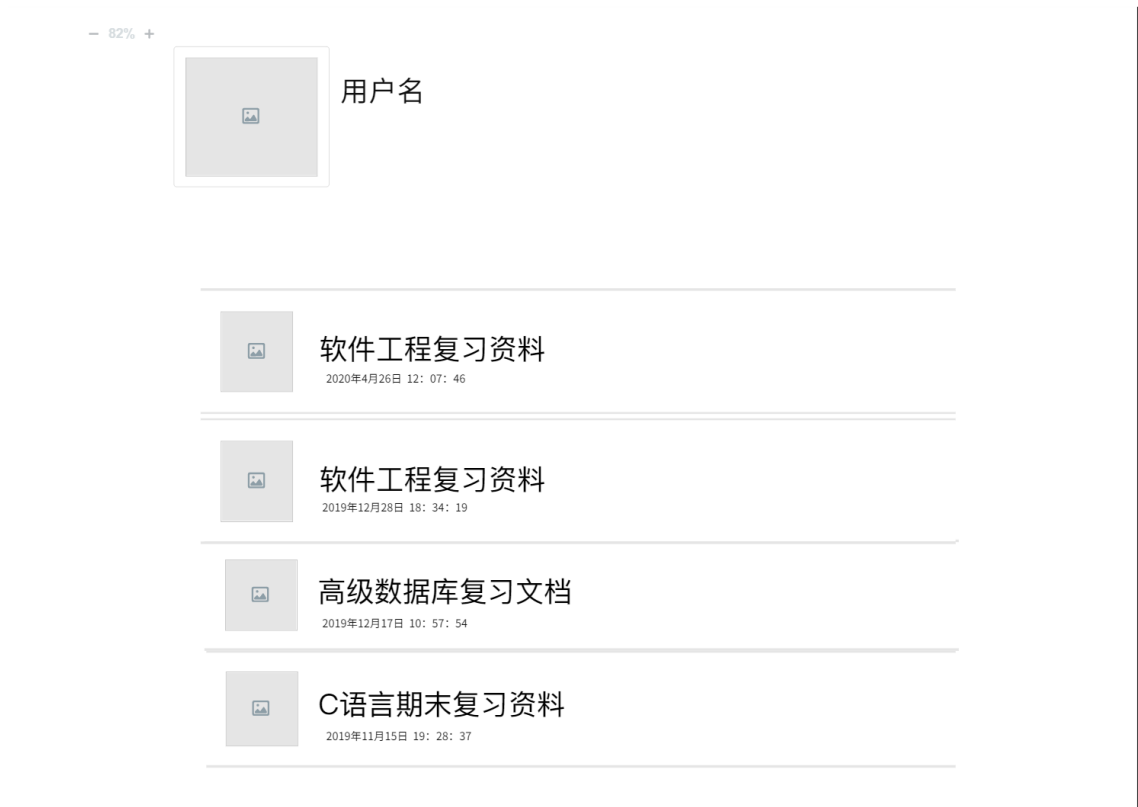 − 82% +
用户名
软件工程复习资料
2020年4月26日 12：07：46
软件工程复习资料
2019年12月28日 18：34：19
高级数据库复习文档
2019年12月17日 10：57：54
C语言期末复习资料
2019年11月15日 19：28：37